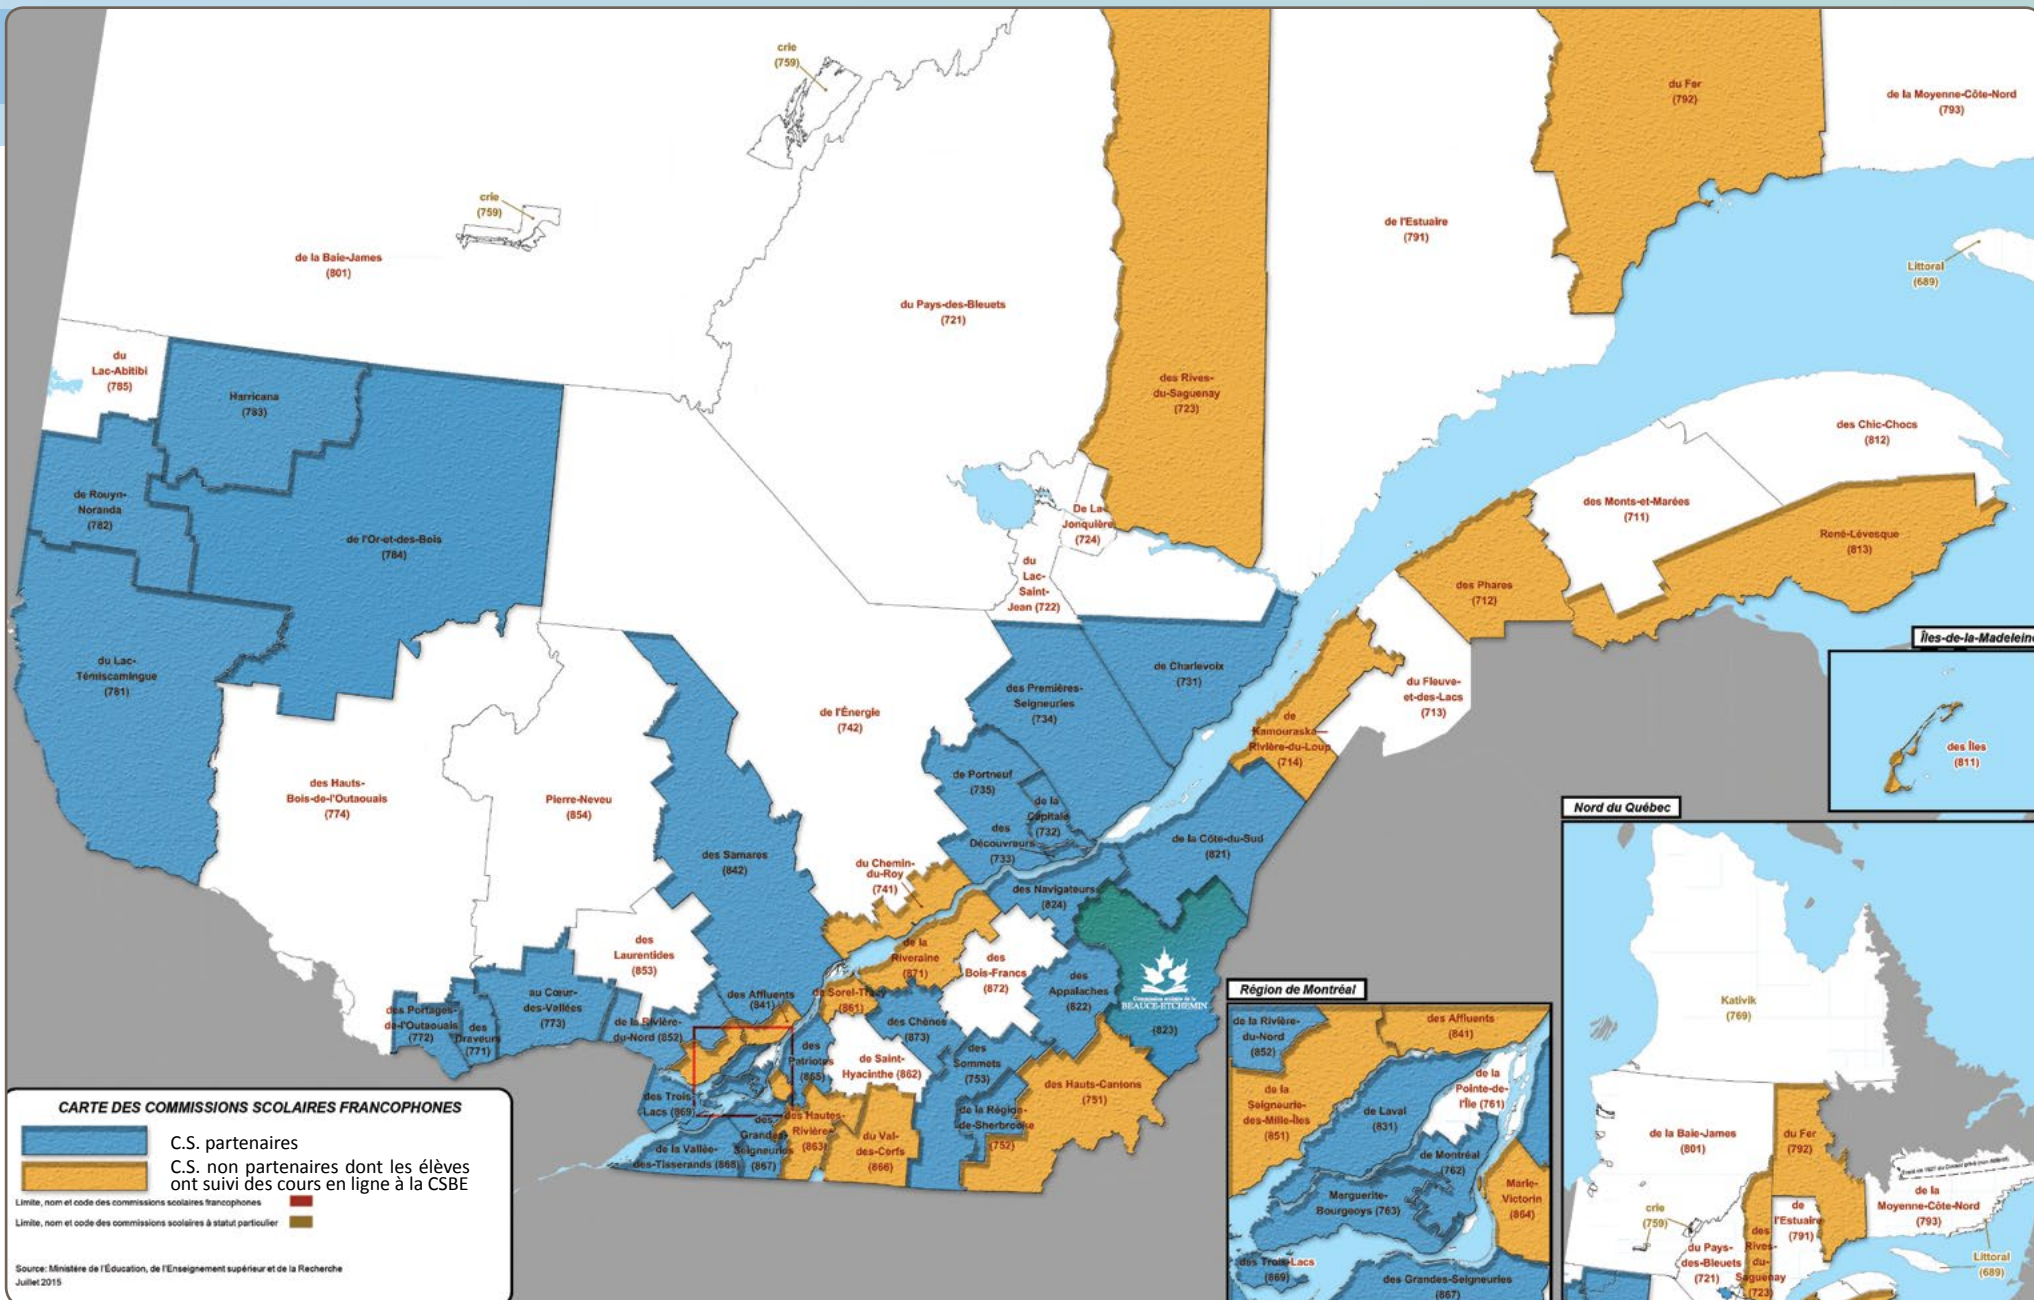 crie
(759)
crie
(759)
de la Baie-James
(801)
du Pays-des-Bleuets
(721)
du Fer
(792)
de la Moyenne-Côte-Nord
(793)
de l'Estuaire
(791)
Littoral
(689)
du
Lac-Abitibi
(785)
Harricana
(783)
des Rives-
du-Saguenay
(723)
des Chic-Chocs
(812)
de Rouyn-
Noranda
(782)
de l'Or-et-des-Bois
(784)
De La
Jonquière
(724)
du
Lac-
Saint-
Jean (722)
des Monts-et-Marées
(711)
René-Lévesque
(813)
des Phares
(712)
du Lac-
Témiscamingue
(781)
de l'Énergie
(742)
des Premières-
Seigneuries
(734)
de Charlevoix
(731)
du Fleuve-
et-des-Lacs
(713)
de
Kamouraska—
Rivière-du-Loup
(714)
des Hauts-
Bois-de-l'Outaouais
(774)
Pierre-Neveu
(854)
des Samares
(842)
de Portneuf
(735)
de la
Capitale
(732)
des
Découvreurs
(733)
de la Côte-du-Sud
(821)
du Chemin-
du-Roy
(741)
des Navigateurs
(824)
des
Laurentides
(853)
de la
Riveraine
(871)
des
Bois-Francs
(872)
des
Appalaches
(822)
Commission scolaire de la
BEAUCE-ETCHEMIN
(823)
des Portages-
de-l'Outaouais
(772)
des
Draveurs
(771)
au Cœur-
des-Vallées
(773)
de la Rivière-
du-Nord (852)
des Affluents
(841)
de Sorel-Tracy
(861)
des Chênes
(873)
des
Patriotes
(865)
de Saint-
Hyacinthe (862)
des
Sommets
(753)
des Hauts-Cantons
(751)
des Trois-
Lacs (869)
des
Grandes-
Seigneuries
(867)
de la Vallée-
des-Tisserands (868)
des Hautes-
Rivières
(863)
du Val-
des-Cerfs
(866)
de la Région-
de-Sherbrooke
(752)
CARTE DES COMMISSIONS SCOLAIRES FRANCOPHONES
C.S. partenaires
C.S. non partenaires dont les élèves
ont suivi des cours en ligne à la CSBE
Limite, nom et code des commissions scolaires francophones
Limite, nom et code des commissions scolaires à statut particulier
Source: Ministère de l'Éducation, de l'Enseignement supérieur et de la Recherche
Juillet 2015
Îles-de-la-Madeleine
des Îles
(811)
Région de Montréal
de la Rivière-
du-Nord
(852)
des Affluents
(841)
de la
Seigneurie-
des-Mille-Îles
(851)
de Laval
(831)
de la
Pointe-de-
l'Île (761)
de Montréal
(762)
Marguerite-
Bourgeoys (763)
Marie-
Victorin
(864)
des Trois-Lacs
(869)
des Grandes-Seigneuries
(867)
Nord du Québec
Kativik
(769)
de la Baie-James
(801)
du Fer
(792)
de la
Moyenne-Côte-Nord
(793)
crie
(759)
du Pays-
des-Bleuets
(721)
des
Rives-
du-
Saguenay
(723)
de
l'Estuaire
(791)
Littoral
(689)